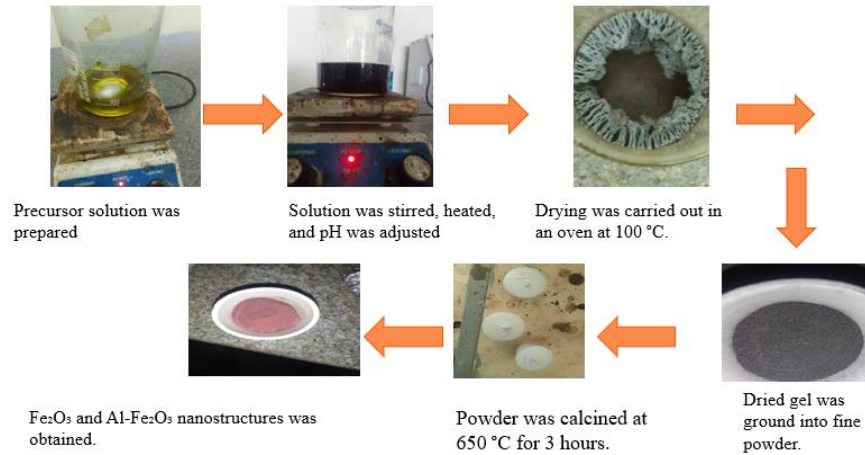 Precursor solution was
prepared
Solution was stirred, heated,
and pH was adjusted
Drying was carried out in
an oven at 100 °C.
Dried gel was
ground into fine
powder.
Powder was calcined at
650 °C for 3 hours.
Fe₂O₃ and Al-Fe₂O₃ nanostructures was
obtained.